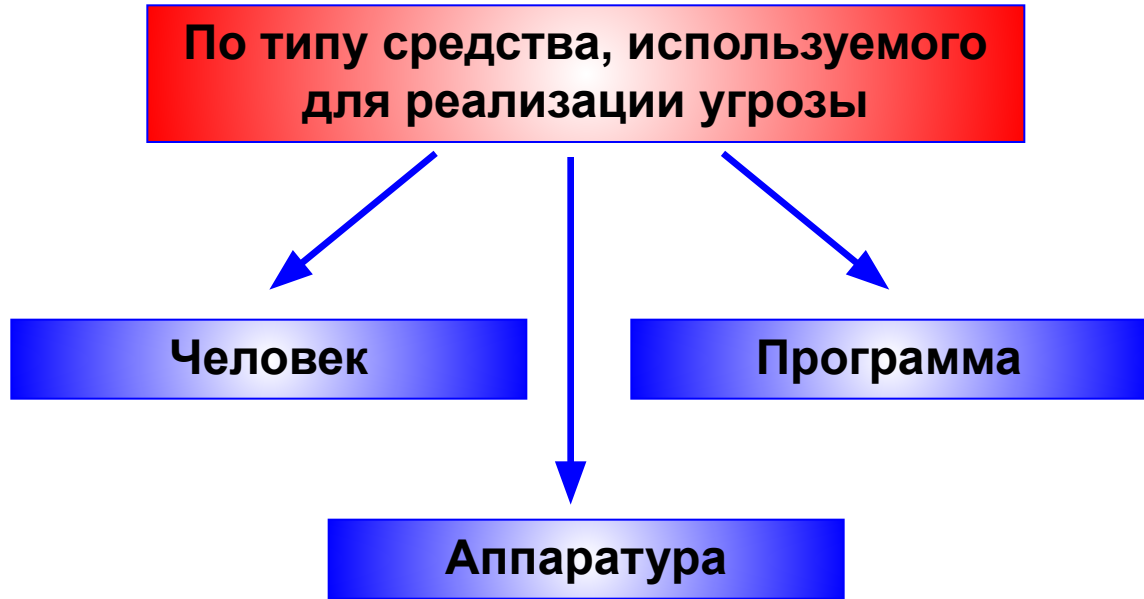 По типу средства, используемого
для реализации угрозы
Человек
Программа
Аппаратура